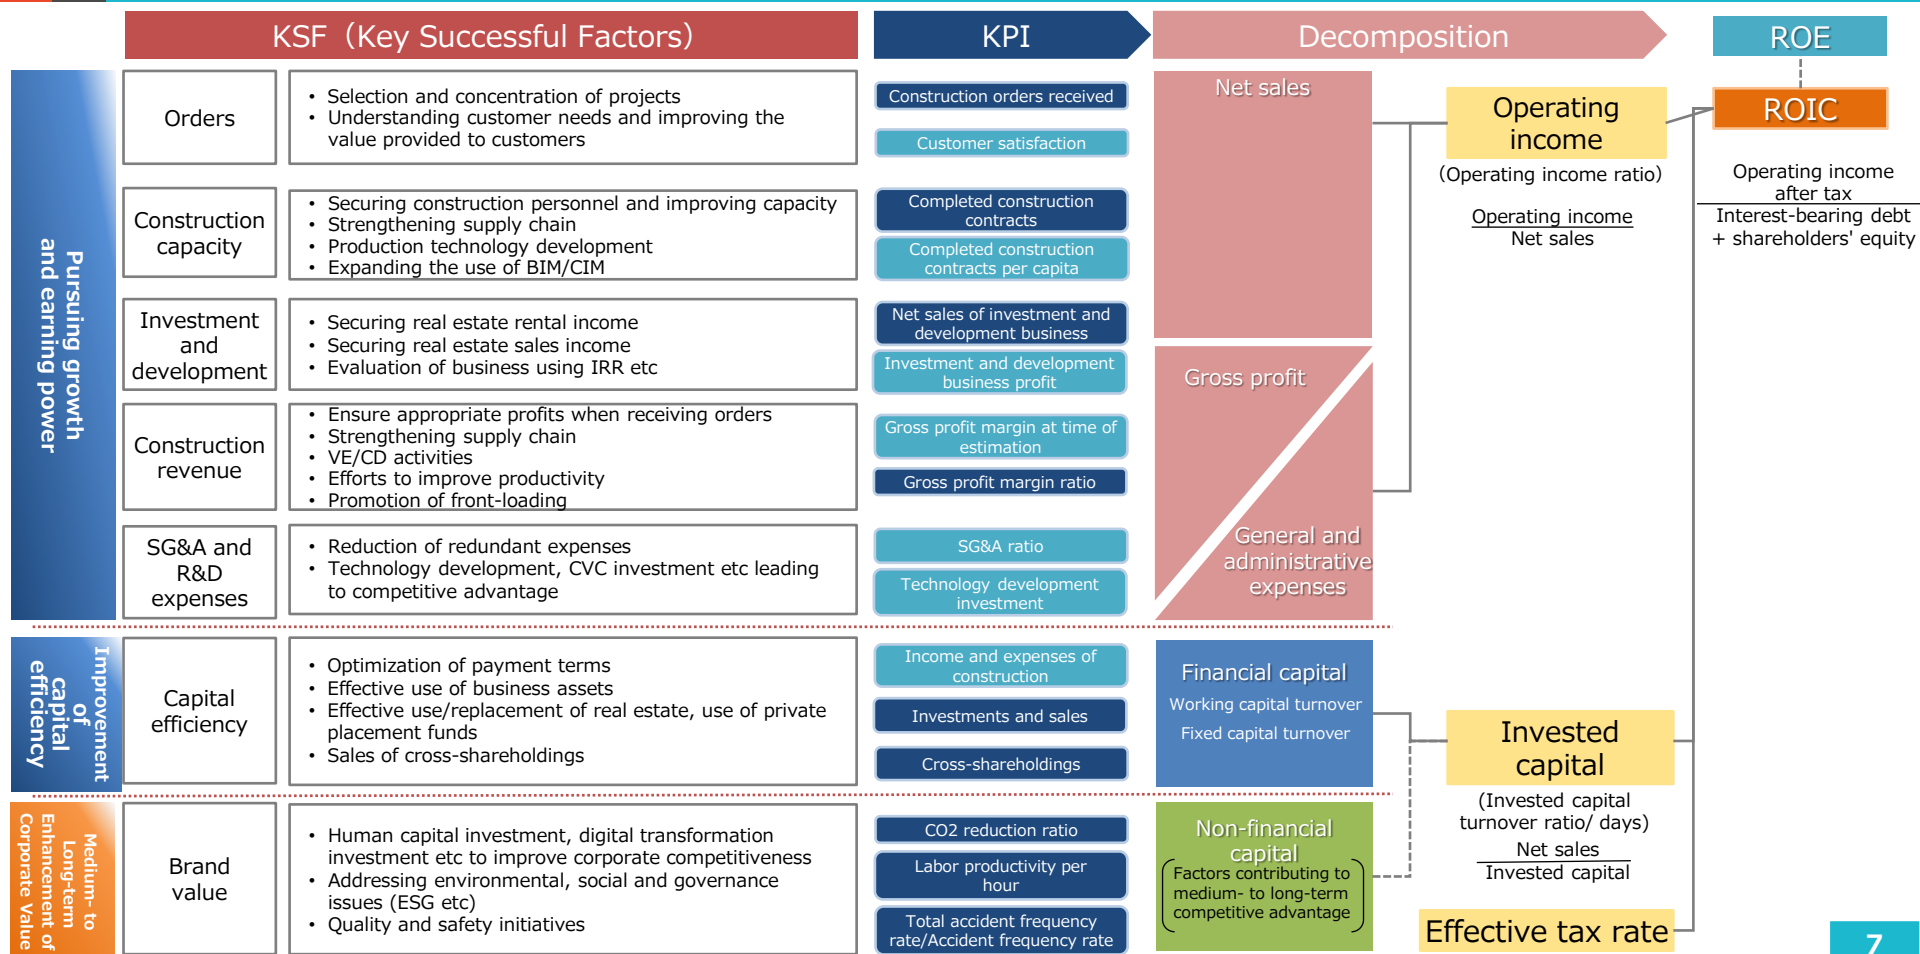 KSF（Key Successful Factors）
KPI
Decomposition
ROE
ROIC
Operating income
after tax
Interest-bearing debt
+ shareholders' equity
Pursuing growth
and earning power
Orders
• Selection and concentration of projects
• Understanding customer needs and improving the
value provided to customers
Construction orders received
Customer satisfaction
Construction
capacity
• Securing construction personnel and improving capacity
• Strengthening supply chain
• Production technology development
• Expanding the use of BIM/CIM
Completed construction
contracts
Completed construction
contracts per capita
Investment
and
development
• Securing real estate rental income
• Securing real estate sales income
• Evaluation of business using IRR etc
Net sales of investment and
development business
Investment and development
business profit
Construction
revenue
• Ensure appropriate profits when receiving orders
• Strengthening supply chain
• VE/CD activities
• Efforts to improve productivity
• Promotion of front-loading
Gross profit margin at time of
estimation
Gross profit margin ratio
SG&A and
R&D
expenses
• Reduction of redundant expenses
• Technology development, CVC investment etc leading
to competitive advantage
SG&A ratio
Technology development
investment
Net sales
Gross profit
General and
administrative
expenses
Operating
income
（Operating income ratio）
Operating income
Net sales
Improvement
of
capital
efficiency
Capital
efficiency
• Optimization of payment terms
• Effective use of business assets
• Effective use/replacement of real estate, use of private
placement funds
• Sales of cross-shareholdings
Income and expenses of
construction
Investments and sales
Cross-shareholdings
Financial capital
Working capital turnover
Fixed capital turnover
Invested
capital
(Invested capital
turnover ratio/ days)
Net sales
Invested capital
Medium- to
Long-term
Enhancement of
Corporate Value
Brand
value
• Human capital investment, digital transformation
investment etc to improve corporate competitiveness
• Addressing environmental, social and governance
issues (ESG etc)
• Quality and safety initiatives
CO2 reduction ratio
Labor productivity per
hour
Total accident frequency
rate/Accident frequency rate
Non-financial
capital
Factors contributing to
medium- to long-term
competitive advantage
Effective tax rate
7